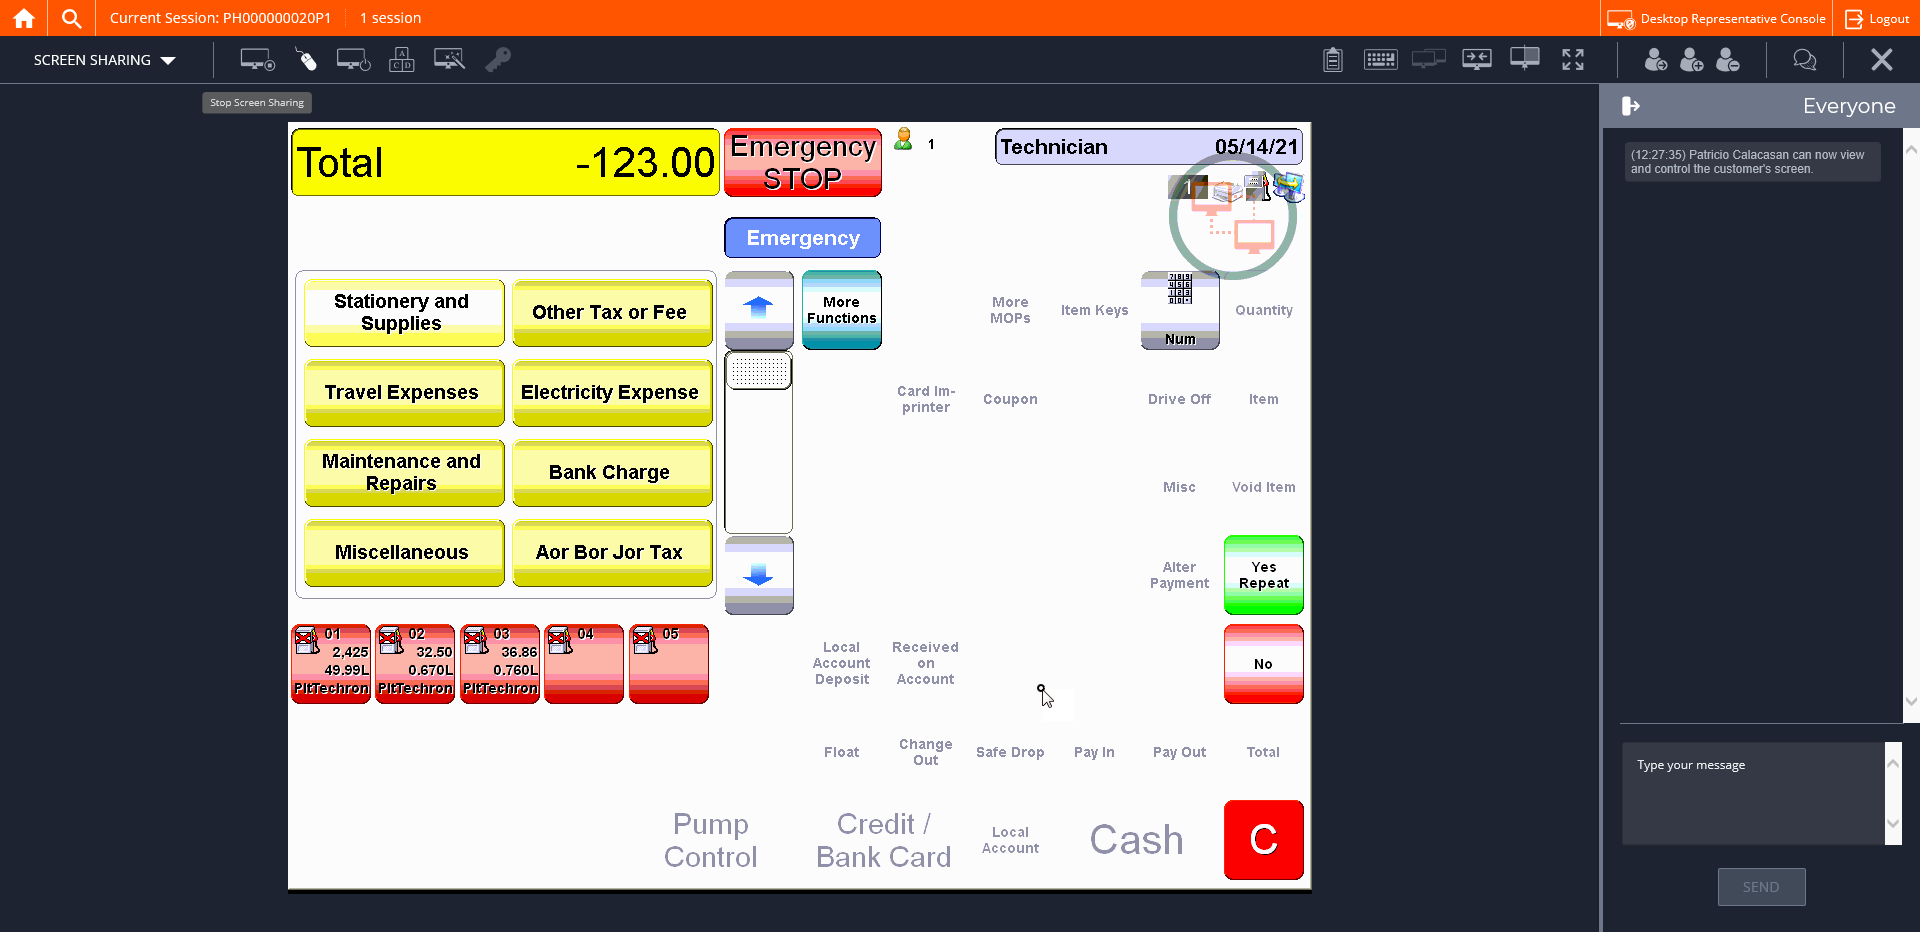 Current Session: PH000000020P1
1 session
Desktop Representative Console
Logout
SCREEN SHARING
Stop Screen Sharing
Everyone
(12:27:35) Patricio Calacasan can now view
and control the customer's screen.
Total -123.00
Emergency
STOP
1
Technician 05/14/21
1
Emergency
Stationery and
Supplies
Other Tax or Fee
More
Functions
More
MOPs
Item Keys
Num
Quantity
Travel Expenses
Electricity Expense
Card Im-
printer
Coupon
Drive Off
Item
Maintenance and
Repairs
Bank Charge
Misc
Void Item
Miscellaneous
Aor Bor Jor Tax
Alter
Payment
Yes
Repeat
01
2,425
49.99L
PltTechron
02
32.50
0.670L
PltTechron
03
36.86
0.760L
PltTechron
04
05
Local
Account
Deposit
Received
on
Account
No
Float
Change
Out
Safe Drop
Pay In
Pay Out
Total
Pump
Control
Credit /
Bank Card
Local
Account
Cash
C
Type your message
SEND